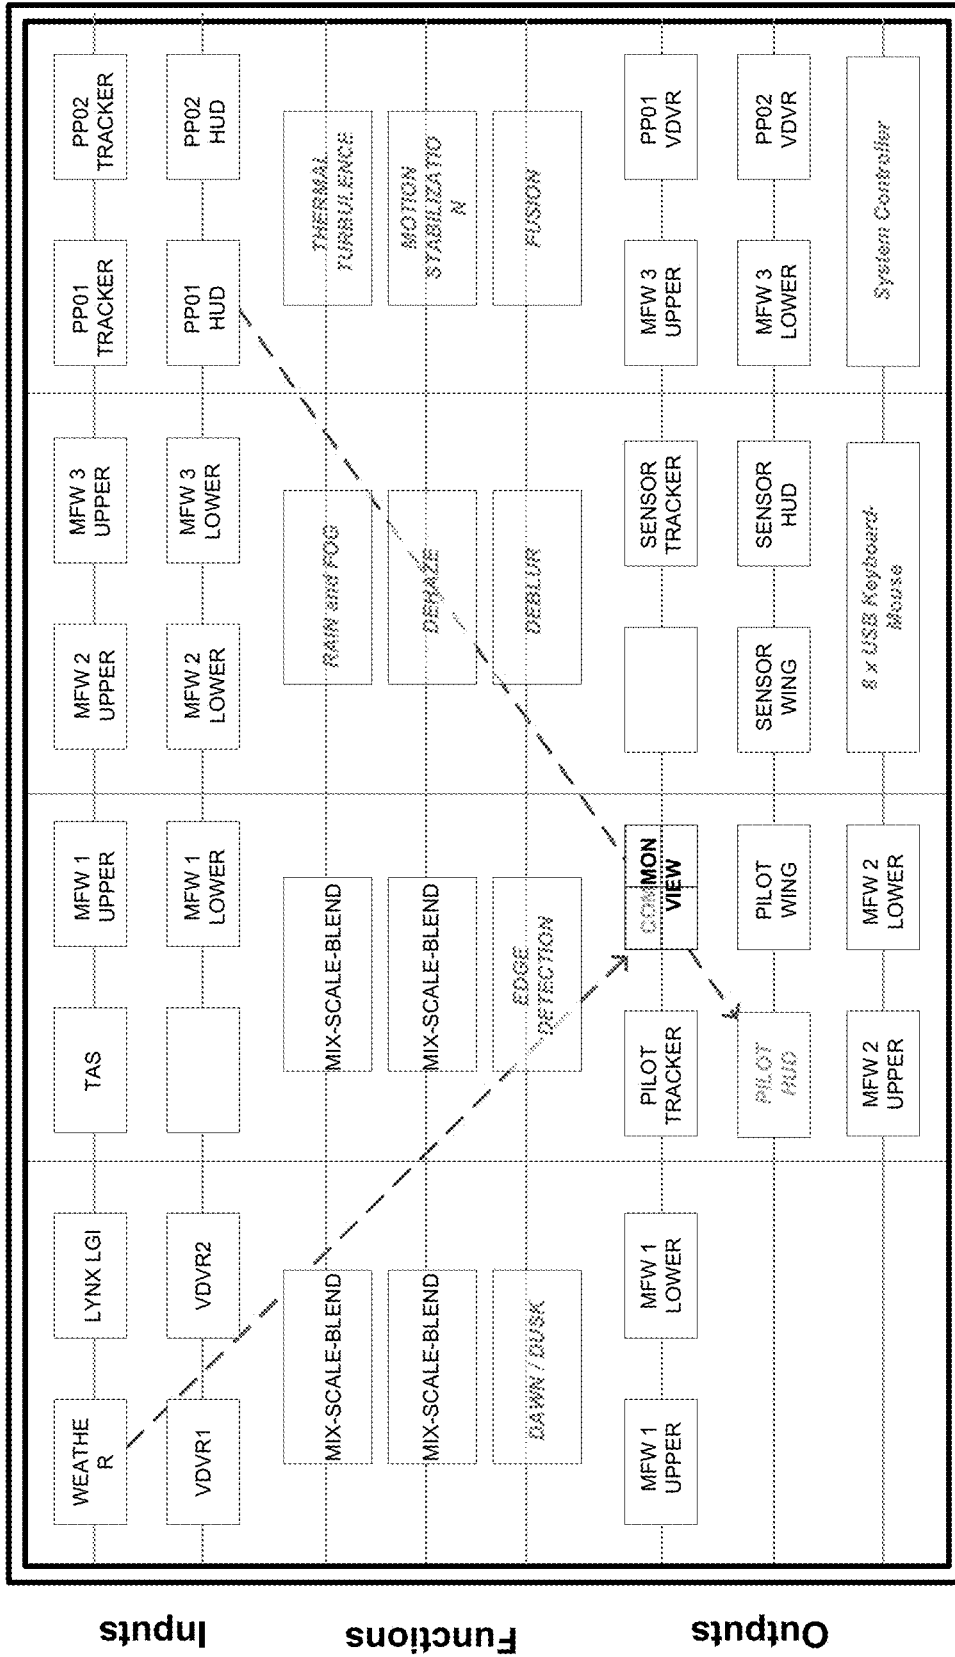 Inputs
WEATHE
R
LYNX LGI
TAS
MFW 1
UPPER
MFW 2
UPPER
MFW 3
UPPER
PP01
TRACKER
PP02
TRACKER
VDVR1
VDVR2
MFW 1
LOWER
MFW 2
LOWER
MFW 3
LOWER
PP01
HUD
PP02
HUD
Functions
MIX-SCALE-BLEND
MIX-SCALE-BLEND
RAIN and FOG
THERMAL
TURBULENCE
MIX-SCALE-BLEND
MIX-SCALE-BLEND
DEHAZE
MOTION
STABILIZATIO
N
DAWN / DUSK
EDGE
DETECTION
DEBLUR
FUSION
Outputs
MFW 1
UPPER
MFW 1
LOWER
PILOT
TRACKER
COMMON
VIEW
SENSOR
TRACKER
MFW 3
UPPER
PP01
VDVR
PILOT
HUD
PILOT
WING
SENSOR
WING
SENSOR
HUD
MFW 3
LOWER
PP02
VDVR
MFW 2
UPPER
MFW 2
LOWER
8 x USB Keyboard-
Mouse
System Controller